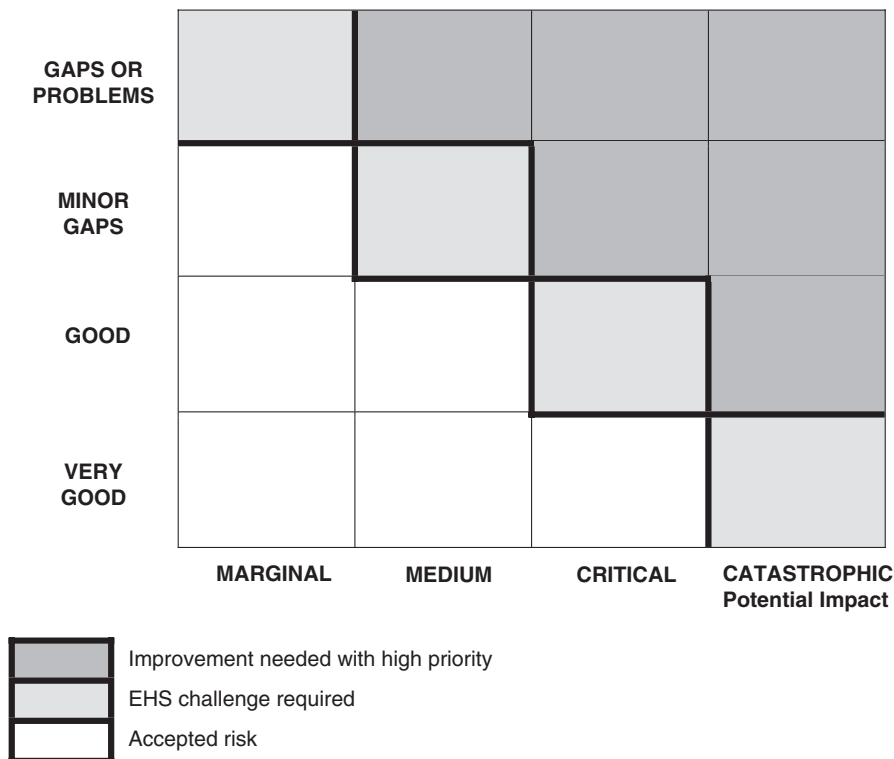 GAPS OR
PROBLEMS
MINOR
GAPS
GOOD
VERY
GOOD
MARGINAL
MEDIUM
CRITICAL
CATASTROPHIC
Potential Impact
Improvement needed with high priority
EHS challenge required
Accepted risk